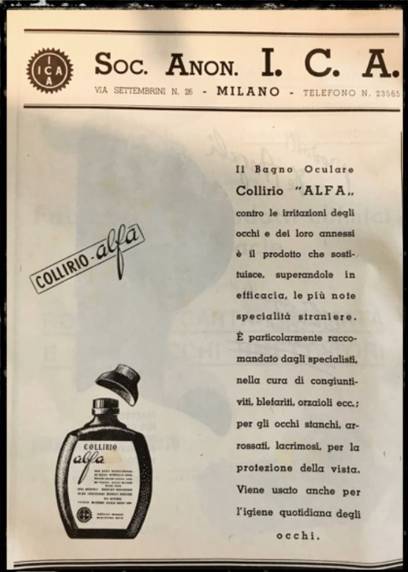 I C A
SOC. ANON. I. C. A.
VIA SETTEMBRINI N. 26 - MILANO - TELEFONO N. 23565
Il Bagno Oculare
Collirio "ALFA„
contro le irritazioni degli
occhi e dei loro annessi
è il prodotto che sosti-
tuisce, superandole in
efficacia, le più note
specialità straniere.
È particolarmente racco-
mandato dagli specialisti,
nella cura di congiunti-
viti, blefariti, orzaioli ecc.;
per gli occhi stanchi, ar-
rossati, lacrimosi, per la
protezione della vista.
Viene usato anche per
l'igiene quotidiana degli
occhi.
COLLIRIO-alfa
COLLIRIO
alfa